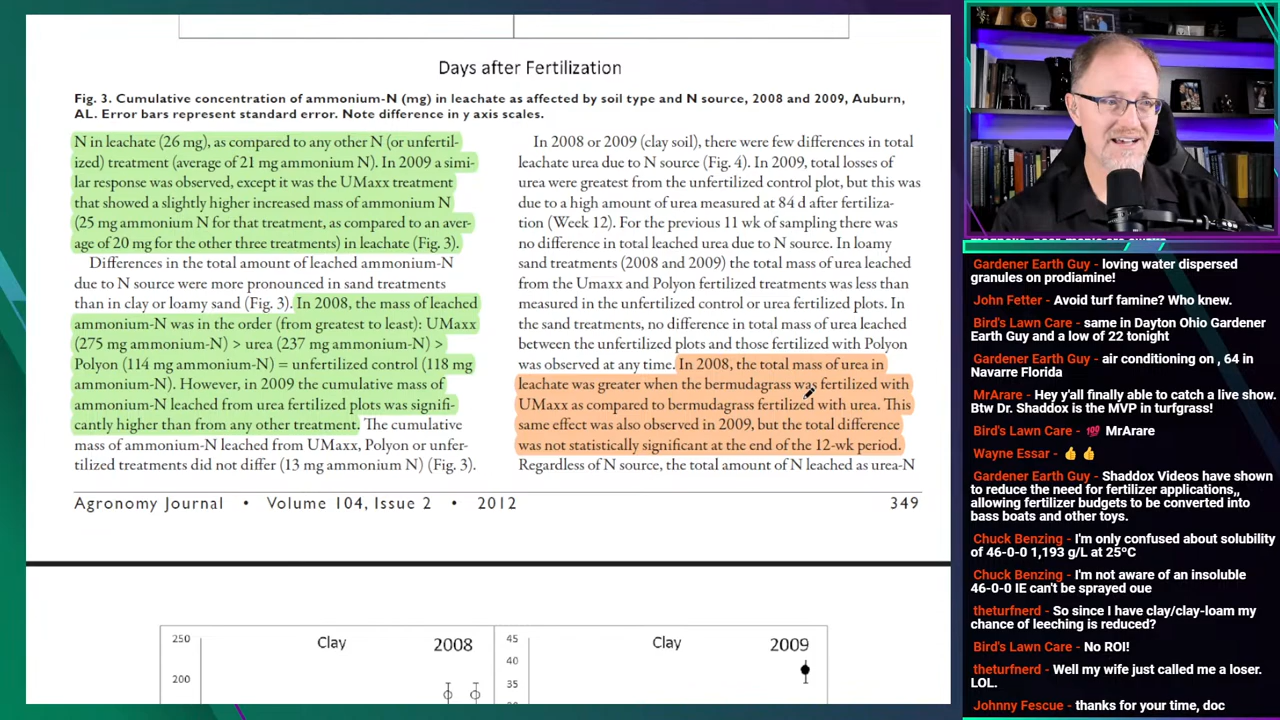 Days after Fertilization
Fig. 3. Cumulative concentration of ammonium-N (mg) in leachate as affected by soil type and N source, 2008 and 2009, Auburn,
AL. Error bars represent standard error. Note difference in y axis scales.
N in leachate (26 mg), as compared to any other N (or unfertil-
ized) treatment (average of 21 mg ammonium N). In 2009 a simi-
lar response was observed, except it was the UMaxx treatment
that showed a slightly higher increased mass of ammonium N
(25 mg ammonium N for that treatment, as compared to an aver-
age of 20 mg for the other three treatments) in leachate (Fig. 3).
Differences in the total amount of leached ammonium-N
due to N source were more pronounced in sand treatments
than in clay or loamy sand (Fig. 3). In 2008, the mass of leached
ammonium-N was in the order (from greatest to least): UMaxx
(275 mg ammonium-N) > urea (237 mg ammonium-N) >
Polyon (114 mg ammonium-N) = unfertilized control (118 mg
ammonium-N). However, in 2009 the cumulative mass of
ammonium-N leached from urea fertilized plots was signifi-
cantly higher than from any other treatment. The cumulative
mass of ammonium-N leached from UMaxx, Polyon or unfer-
tilized treatments did not differ (13 mg ammonium N) (Fig. 3).
In 2008 or 2009 (clay soil), there were few differences in total
leachate urea due to N source (Fig. 4). In 2009, total losses of
urea were greatest from the unfertilized control plot, but this was
due to a high amount of urea measured at 84 d after fertiliza-
tion (Week 12). For the previous 11 wk of sampling there was
no difference in total leached urea due to N source. In loamy
sand treatments (2008 and 2009) the total mass of urea leached
from the Umaxx and Polyon fertilized treatments was less than
measured in the unfertilized control or urea fertilized plots. In
the sand treatments, no difference in total mass of urea leached
between the unfertilized plots and those fertilized with Polyon
was observed at any time. In 2008, the total mass of urea in
leachate was greater when the bermudagrass was fertilized with
UMaxx as compared to bermudagrass fertilized with urea. This
same effect was also observed in 2009, but the total difference
was not statistically significant at the end of the 12-wk period.
Regardless of N source, the total amount of N leached as urea-N
Agronomy Journal • Volume 104, Issue 2 • 2012 349
Clay 2008 Clay 2009
250 45
40
200 35
Gardener Earth Guy - loving water dispersed
granules on prodiamine!
John Fetter - Avoid turf famine? Who knew.
Bird's Lawn Care - same in Dayton Ohio Gardener
Earth Guy and a low of 22 tonight
Gardener Earth Guy - air conditioning on , 64 in
Navarre Florida
MrArare - Hey y'all finally able to catch a live show.
Btw Dr. Shaddox is the MVP in turfgrass!
Bird's Lawn Care - 💯 MrArare
Wayne Essar - 👍 👍
Gardener Earth Guy - Shaddox Videos have shown
to reduce the need for fertilizer applications,,
allowing fertilizer budgets to be converted into
bass boats and other toys.
Chuck Benzing - I'm only confused about solubility
of 46-0-0 1,193 g/L at 25ºC
Chuck Benzing - I'm not aware of an insoluble
46-0-0 IE can't be sprayed oue
theturfnerd - So since I have clay/clay-loam my
chance of leeching is reduced?
Bird's Lawn Care - No ROI!
theturfnerd - Well my wife just called me a loser.
LOL.
Johnny Fescue - thanks for your time, doc